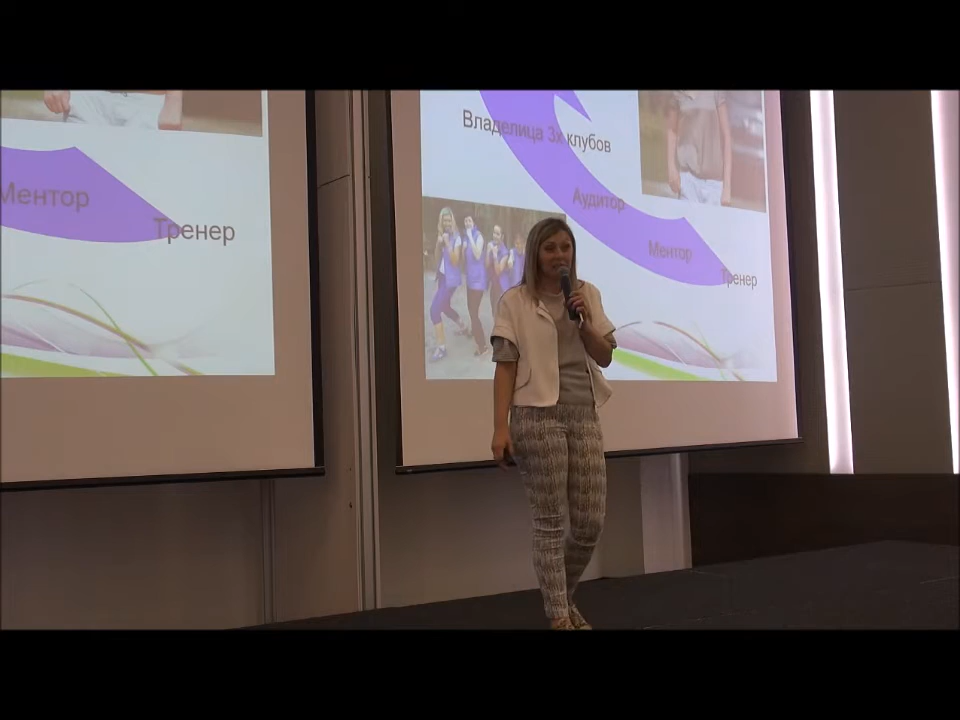 Ментор
Тренер
Владелица 3х клубов
Аудитор
Ментор
Тренер